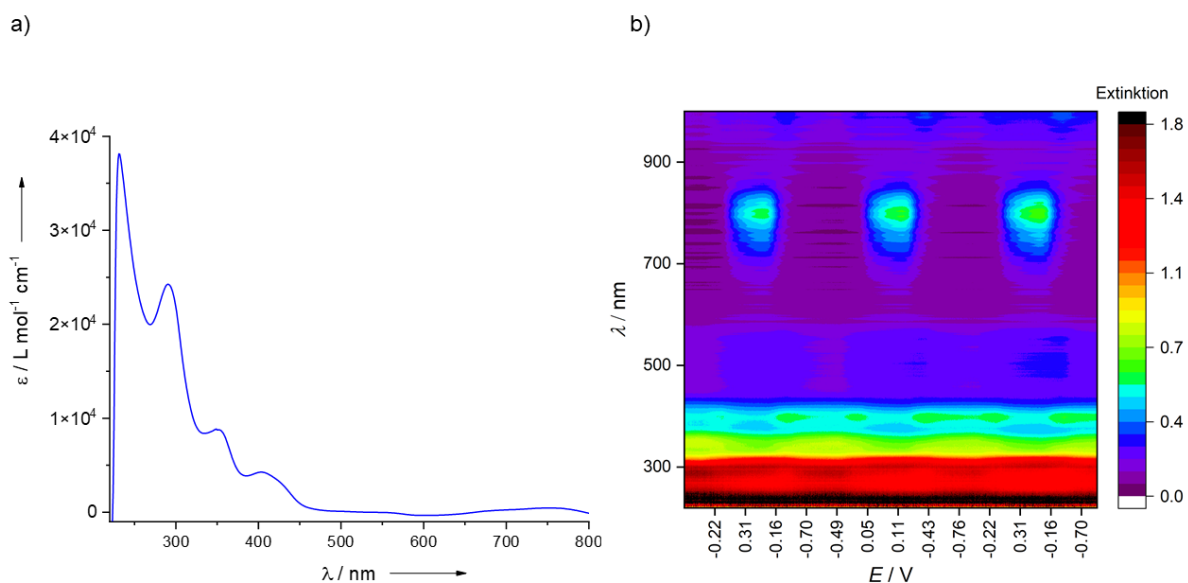 a)
4×10⁴
3×10⁴
2×10⁴
1×10⁴
0
ε / L mol⁻¹ cm⁻¹
300 400 500 600 700 800
λ / nm
b)
Extinktion
900
700
500
300
λ / nm
-0.22 0.31 -0.16 -0.70 -0.49 0.05 0.11 -0.43 -0.76 -0.22 0.31 -0.16 -0.70
E / V
1.8
1.4
1.1
0.7
0.4
0.0